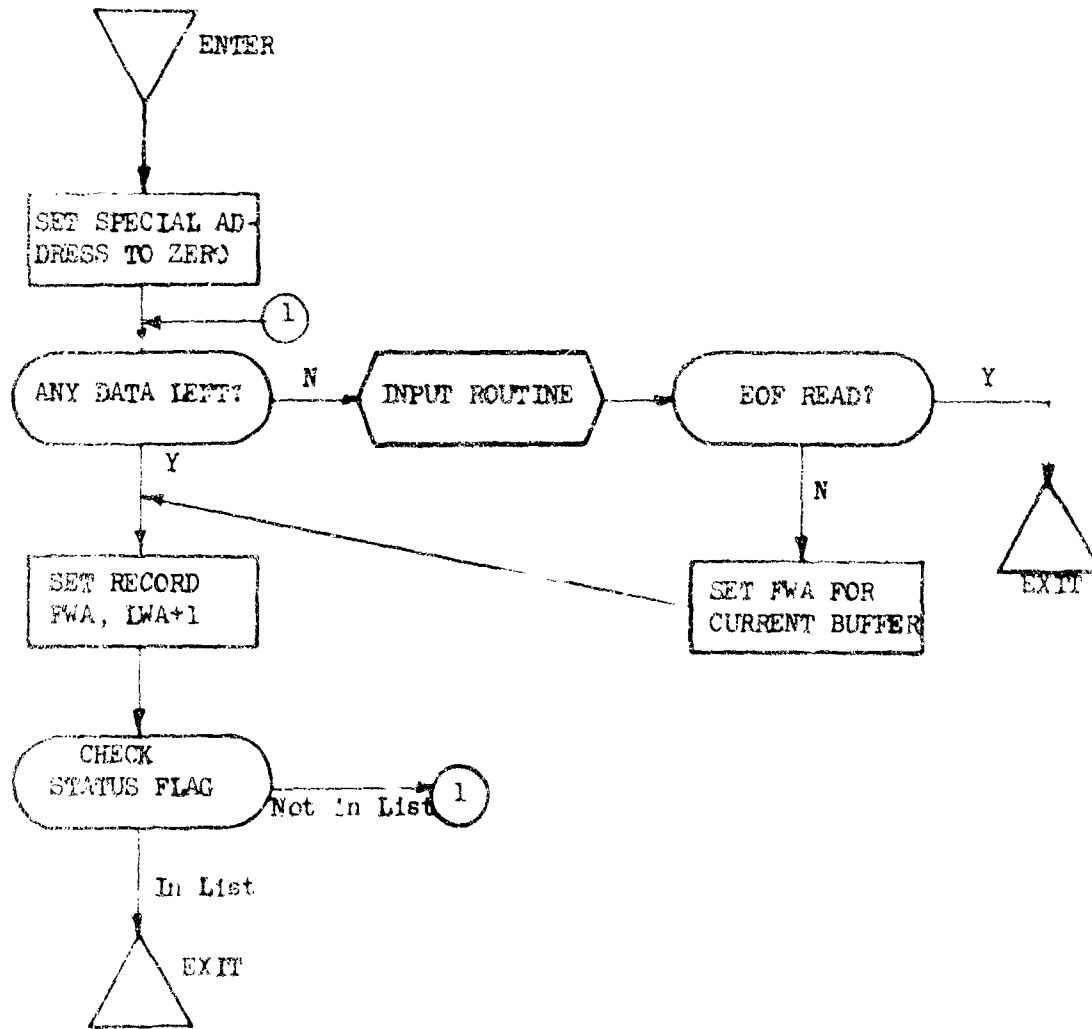 ENTER
SET SPECIAL AD-
DRESS TO ZERO
1
ANY DATA LEFT?
N
INPUT ROUTINE
EOF READ?
Y
Y
N
SET RECORD
FWA, LWA+1
SET FWA FOR
CURRENT BUFFER
EXIT
CHECK
STATUS FLAG
Not in List
1
In List
EXIT